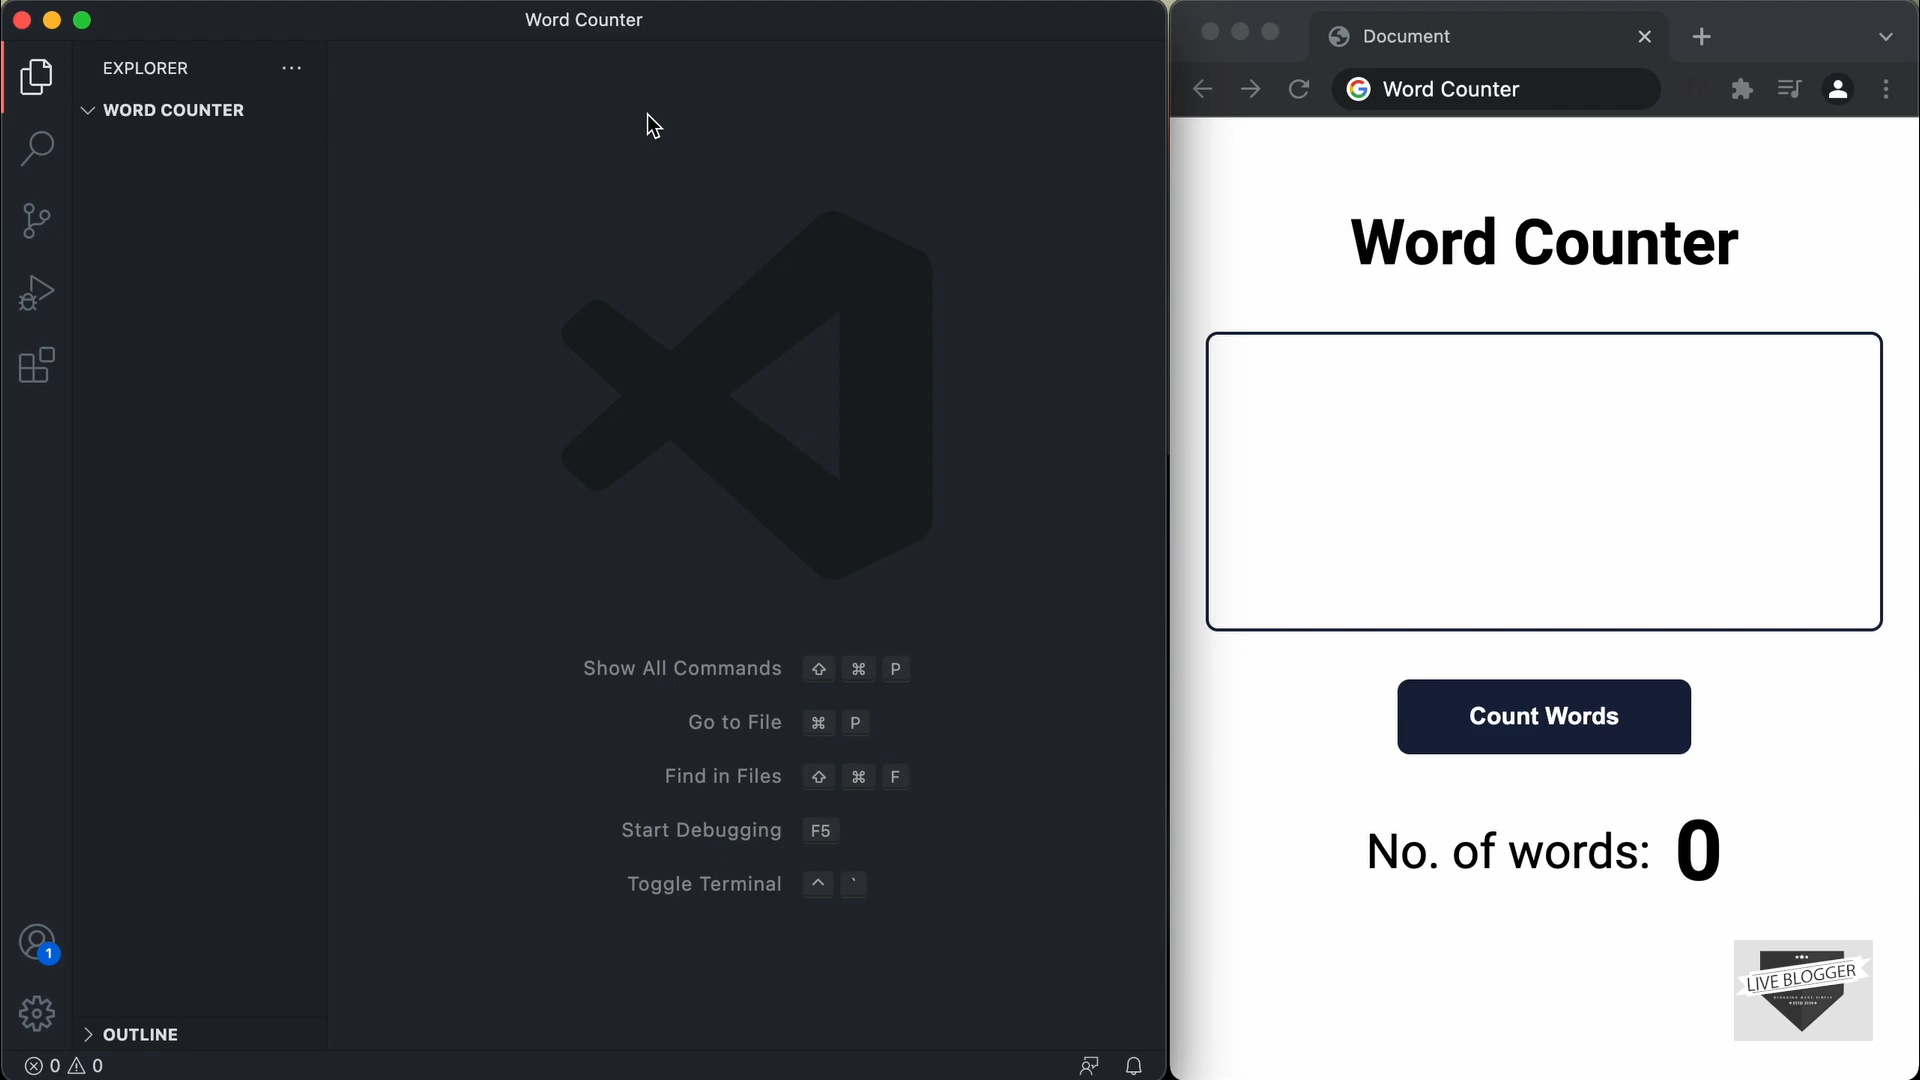 Word Counter
EXPLORER
WORD COUNTER
Show All Commands ⇧ ⌘ P
Go to File ⌘ P
Find in Files ⇧ ⌘ F
Start Debugging F5
Toggle Terminal ^ `
1
OUTLINE
0 0
Document
Word Counter
Word Counter
Count Words
No. of words: 0
LIVE BLOGGER